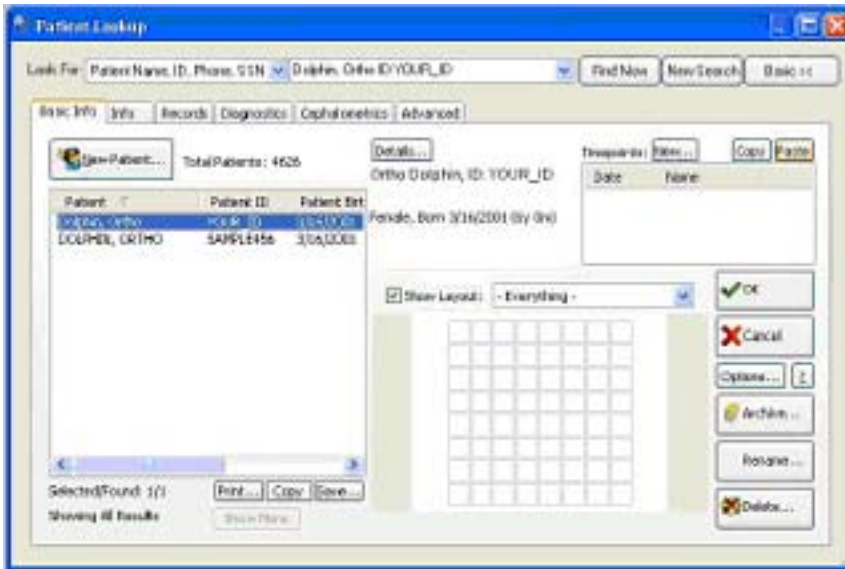 Patient Lookup
Look For Patient Name, ID, Phone, SSN Dolphin, Ortho ID:YOUR_ID Find Now New Search Basic <<
Basic Info Info Records Diagnostics Cephalometrics Advanced
New Patient... Total Patients: 4626 Details... Timepoints: New... Copy Paste
Ortho Dolphin, ID: YOUR_ID Date Name
Patient Patient ID Patient Birt
Dolphin, Ortho YOUR_ID 3/16/2001 Female, Born 3/16/2001
DOLPHIN, ORTHO SAMPLE456 3/16/2001
Show Layout: - Everything - OK
Cancel
Options... ?
Archive...
Rename...
Selected/Found: 1/1 Print... Copy Save...
Delete...
Showing All Results Show More